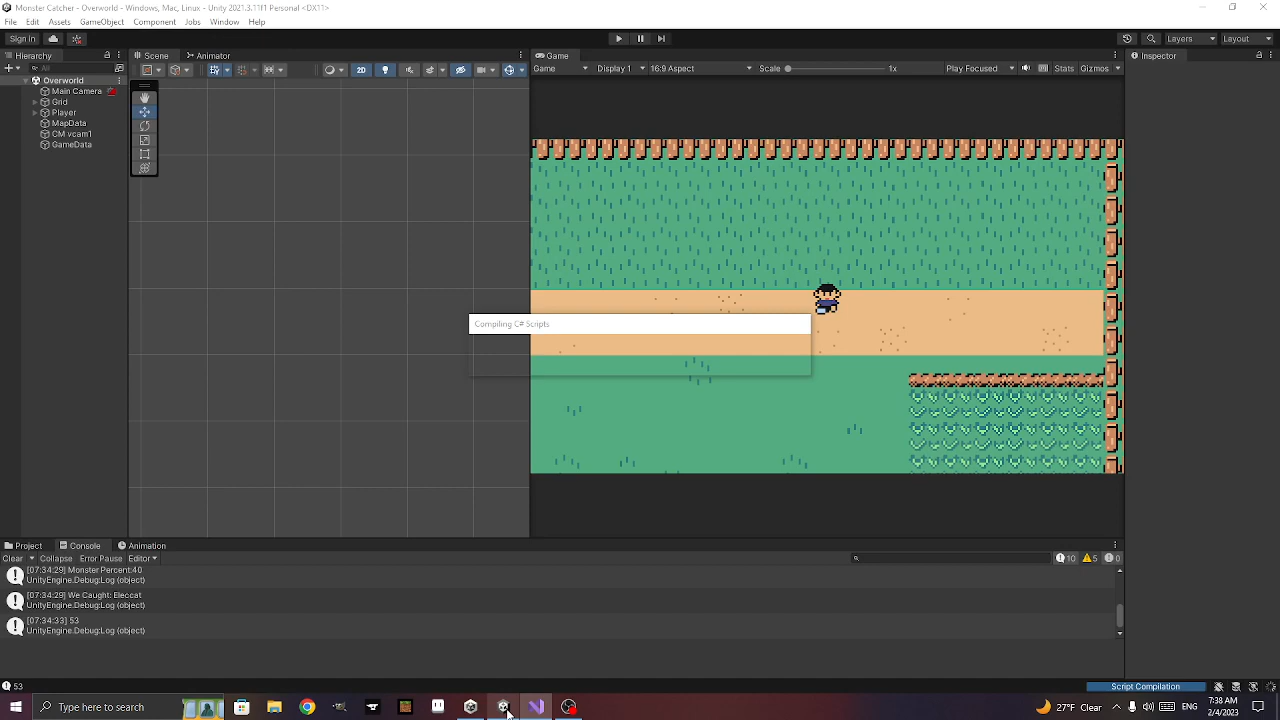 Monster Catcher - Overworld - Windows, Mac, Linux - Unity 2021.3.11f1 Personal <DX11>
File Edit Assets GameObject Component Jobs Window Help
Sign in Layers Layout
Hierarchy Scene Animator Game Inspector
All 2D Game Display 1 16:9 Aspect Scale 1x Play Focused Stats Gizmos
Overworld
Main Camera
Grid
Player
MapData
CM vcam1
GameData
Compiling C# Scripts
Project Console Animation
Clear Collapse Error Pause Editor 10 5 0
[07:34:29] Monster Percent:40
UnityEngine.Debug:Log (object)
[07:34:29] We Caught: Eleccat
UnityEngine.Debug:Log (object)
[07:34:33] 53
UnityEngine.Debug:Log (object)
53 Script Compilation
Type here to search 27°F Clear 7:38 AM
2/4/2023